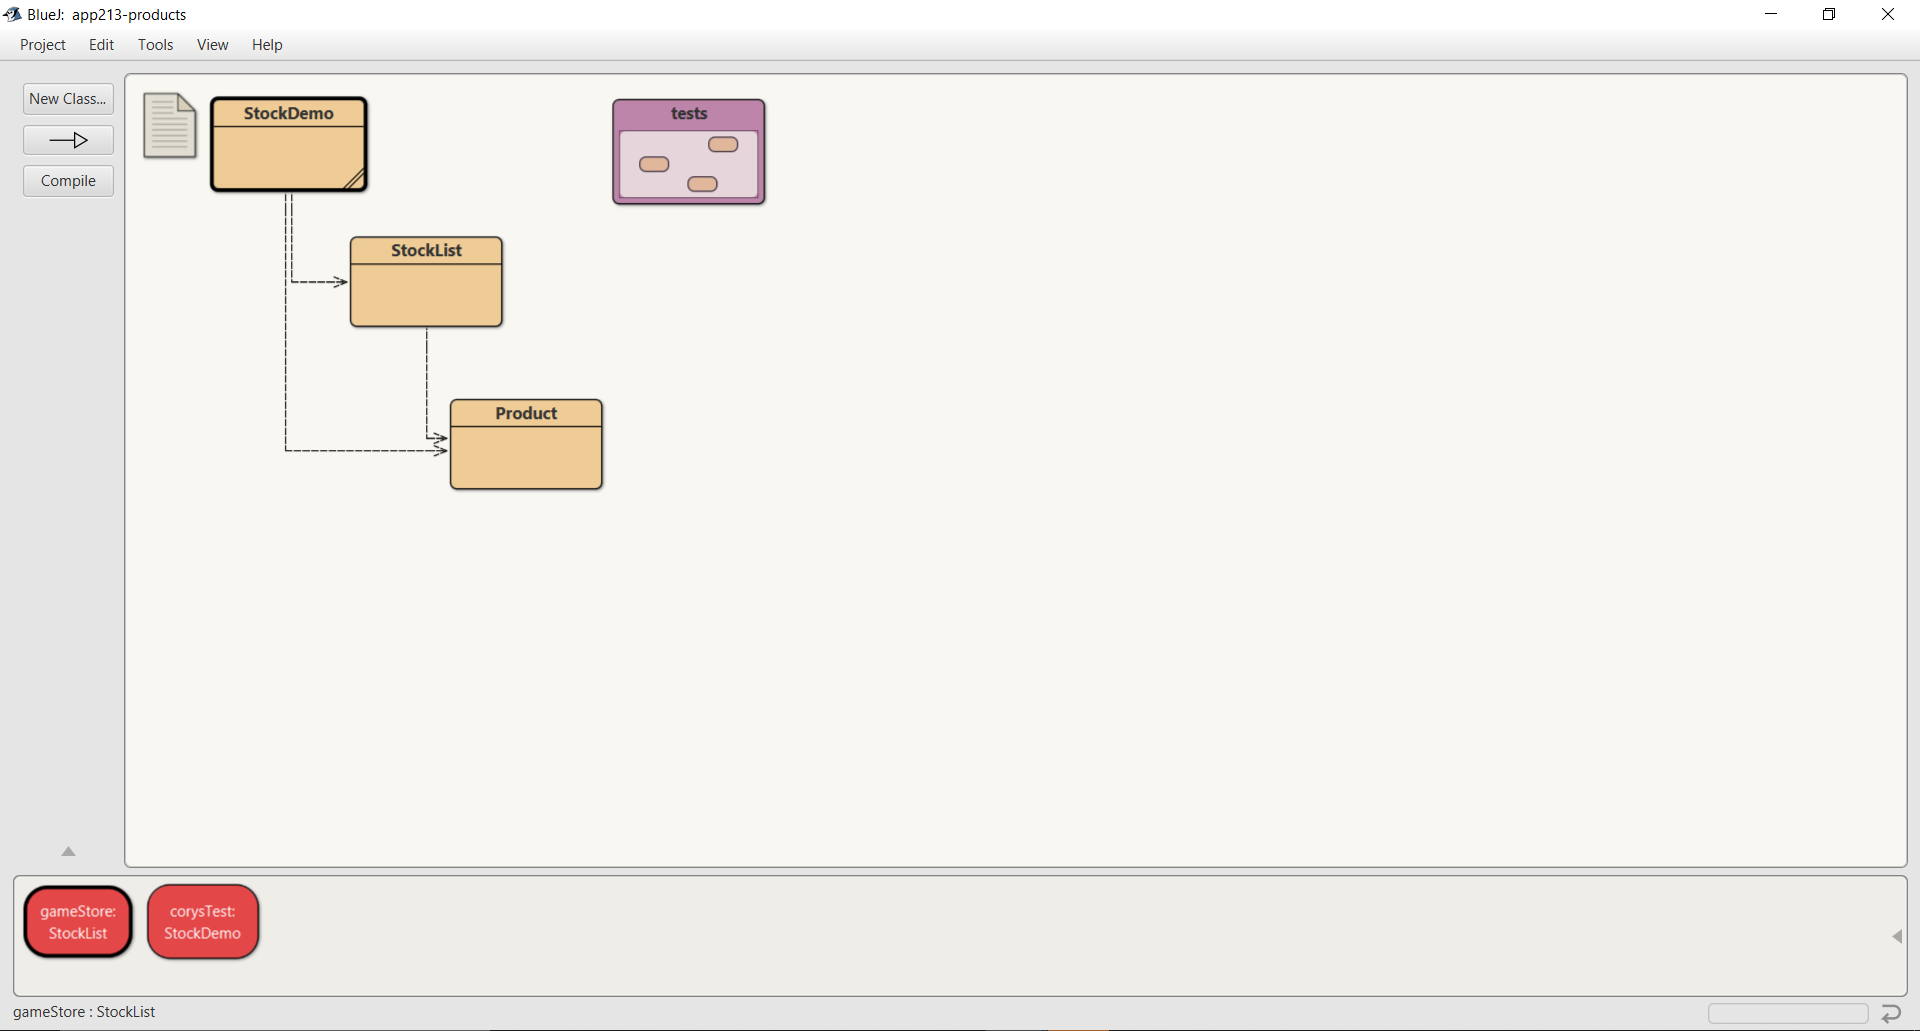 BlueJ: app213-products
Project Edit Tools View Help
New Class...
Compile
StockDemo
tests
StockList
Product
gameStore:
StockList
corysTest:
StockDemo
gameStore : StockList